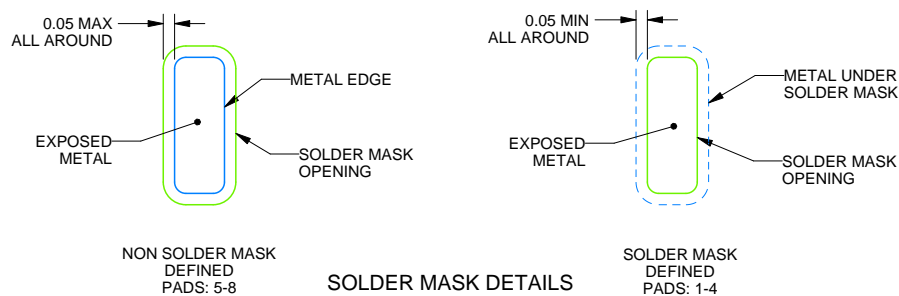 0.05 MAX
ALL AROUND
METAL EDGE
EXPOSED
METAL
SOLDER MASK
OPENING
NON SOLDER MASK
DEFINED
PADS: 5-8
0.05 MIN
ALL AROUND
METAL UNDER
SOLDER MASK
EXPOSED
METAL
SOLDER MASK
OPENING
SOLDER MASK
DEFINED
PADS: 1-4
SOLDER MASK DETAILS